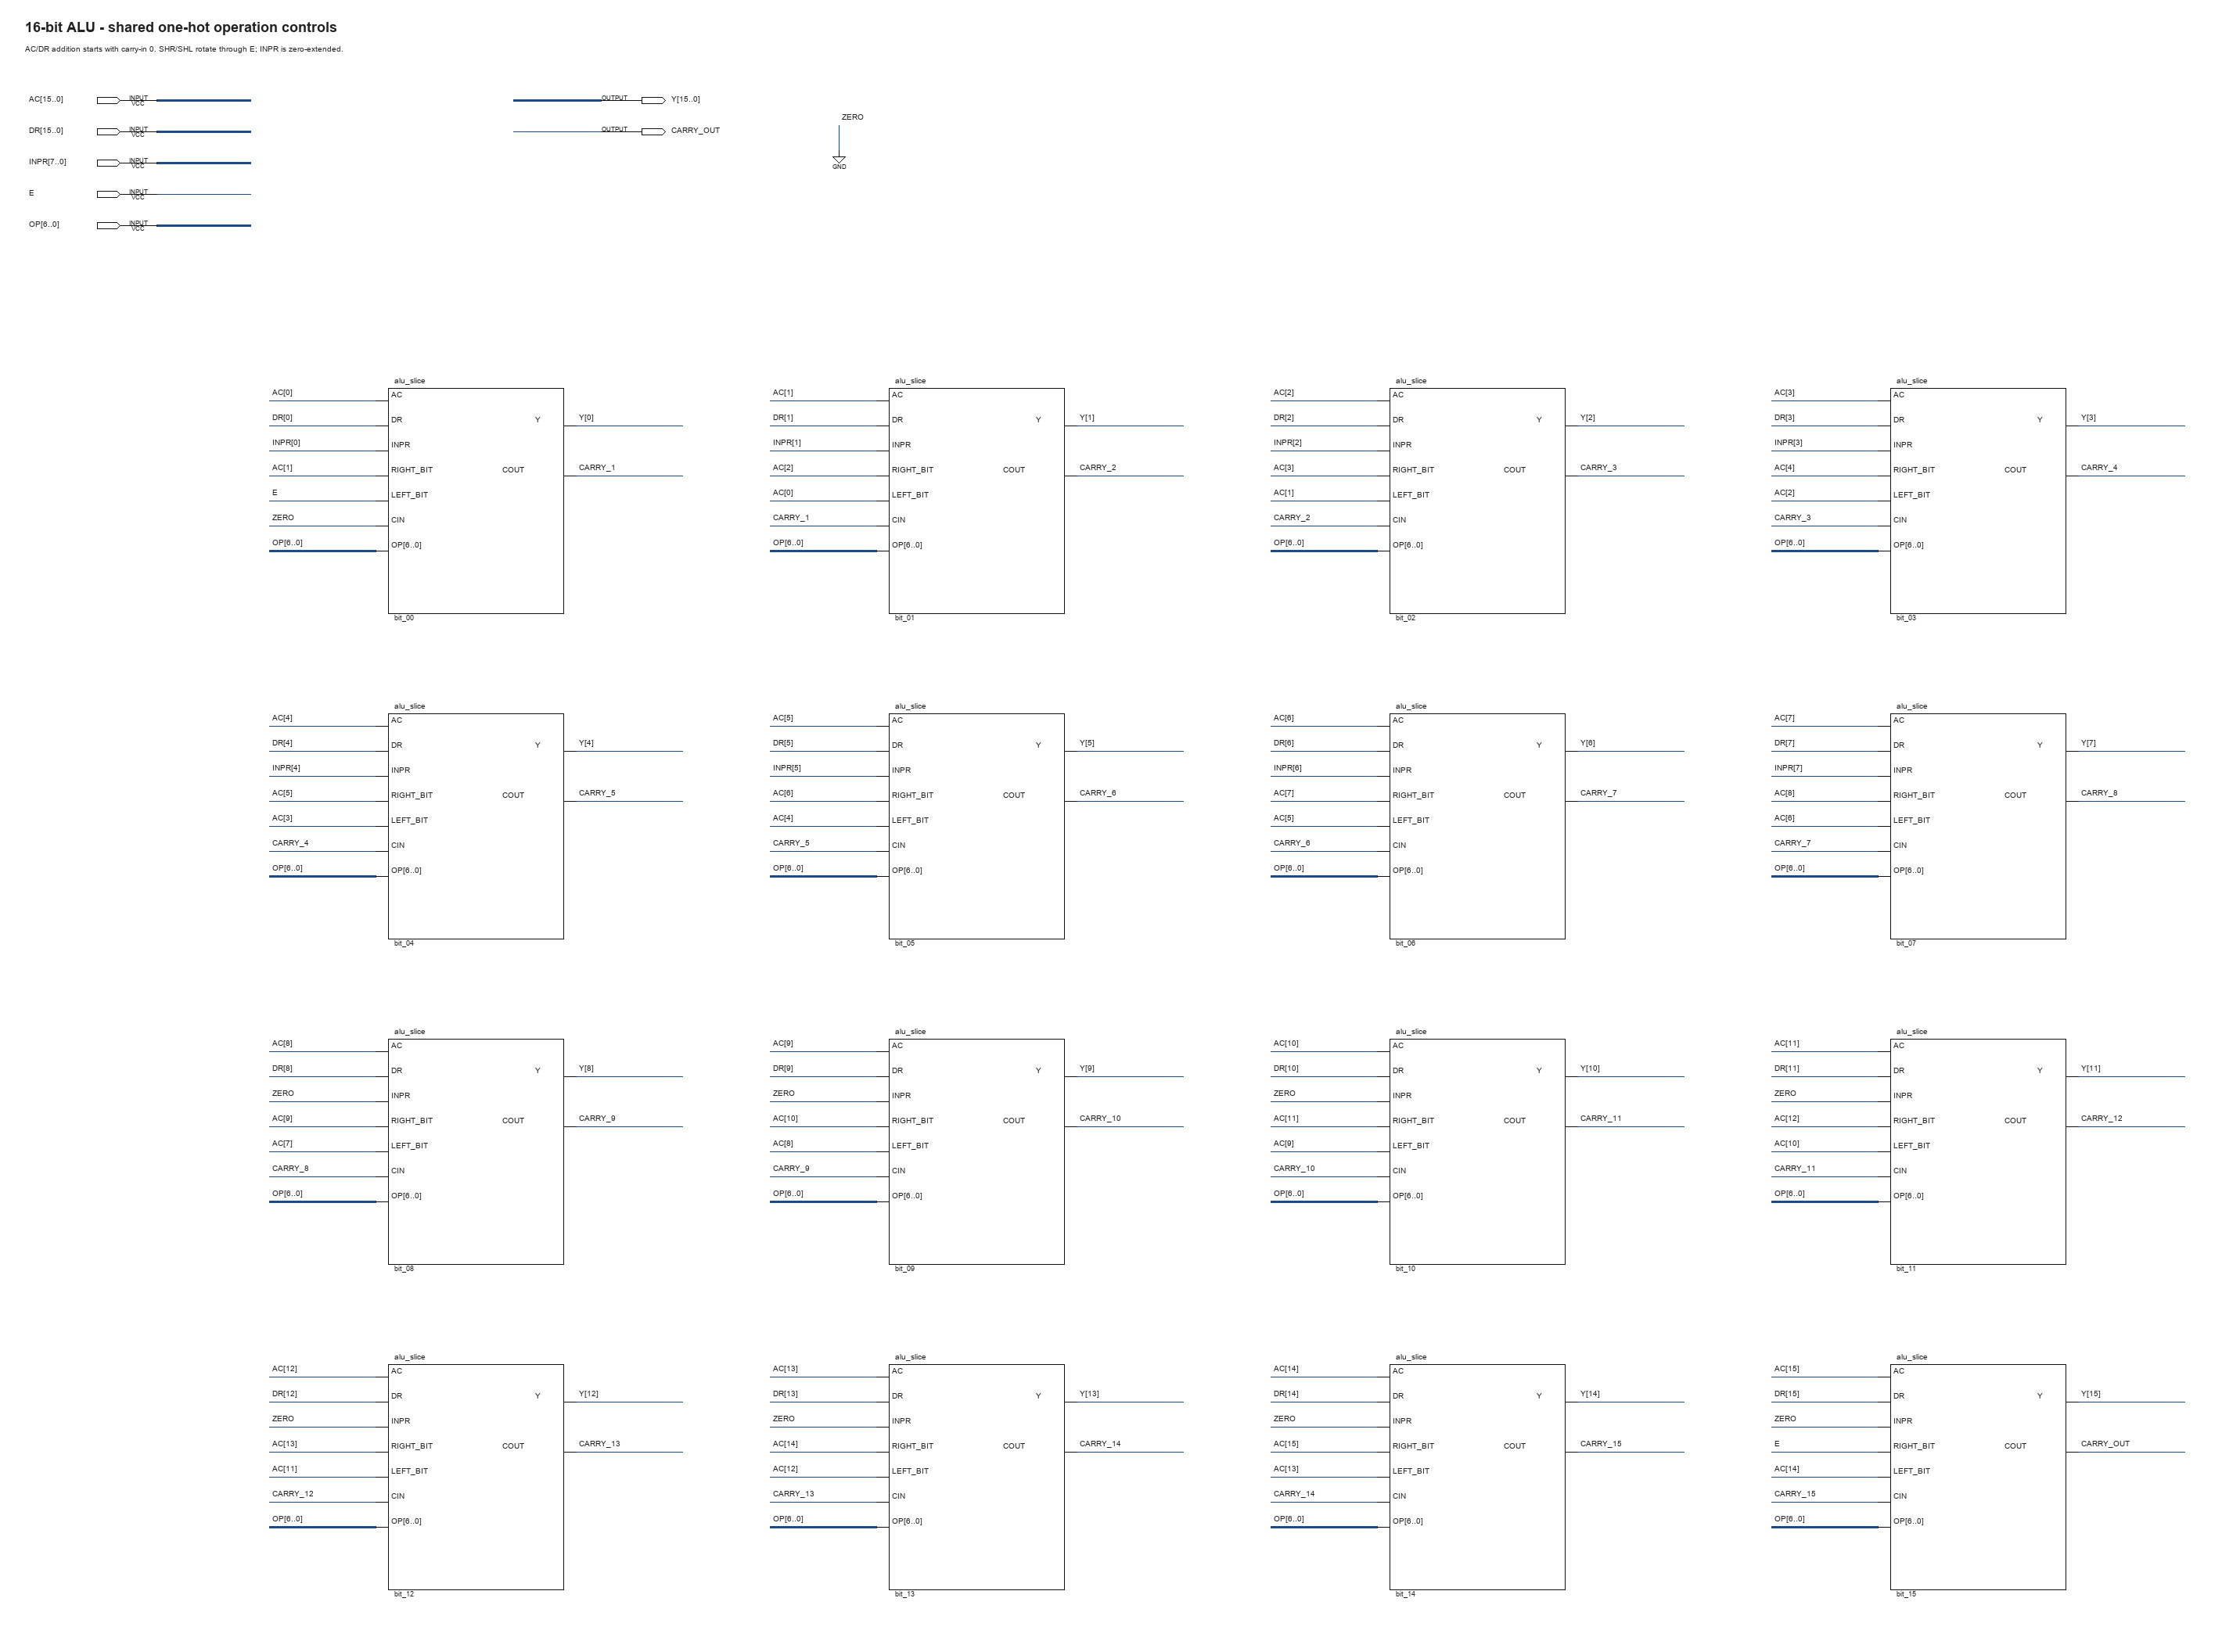 16-bit ALU - shared one-hot operation controls
AC/DR addition starts with carry-in 0. SHR/SHL rotate through E; INPR is zero-extended.
AC[15..0] INPUT VCC OUTPUT Y[15..0]
DR[15..0] INPUT VCC OUTPUT CARRY_OUT ZERO
INPR[7..0] INPUT VCC GND
E INPUT VCC
OP[6..0] INPUT VCC
alu_slice alu_slice alu_slice alu_slice
AC[0] AC AC[1] AC AC[2] AC AC[3] AC
DR[0] DR Y Y[0] DR[1] DR Y Y[1] DR[2] DR Y Y[2] DR[3] DR Y Y[3]
INPR[0] INPR INPR[1] INPR INPR[2] INPR INPR[3] INPR
AC[1] RIGHT_BIT COUT CARRY_1 AC[2] RIGHT_BIT COUT CARRY_2 AC[3] RIGHT_BIT COUT CARRY_3 AC[4] RIGHT_BIT COUT CARRY_4
E LEFT_BIT AC[0] LEFT_BIT AC[1] LEFT_BIT AC[2] LEFT_BIT
ZERO CIN CARRY_1 CIN CARRY_2 CIN CARRY_3 CIN
OP[6..0] OP[6..0] OP[6..0] OP[6..0] OP[6..0] OP[6..0] OP[6..0] OP[6..0]
bit_00 bit_01 bit_02 bit_03
alu_slice alu_slice alu_slice alu_slice
AC[4] AC AC[5] AC AC[6] AC AC[7] AC
DR[4] DR Y Y[4] DR[5] DR Y Y[5] DR[6] DR Y Y[6] DR[7] DR Y Y[7]
INPR[4] INPR INPR[5] INPR INPR[6] INPR INPR[7] INPR
AC[5] RIGHT_BIT COUT CARRY_5 AC[6] RIGHT_BIT COUT CARRY_6 AC[7] RIGHT_BIT COUT CARRY_7 AC[8] RIGHT_BIT COUT CARRY_8
AC[3] LEFT_BIT AC[4] LEFT_BIT AC[5] LEFT_BIT AC[6] LEFT_BIT
CARRY_4 CIN CARRY_5 CIN CARRY_6 CIN CARRY_7 CIN
OP[6..0] OP[6..0] OP[6..0] OP[6..0] OP[6..0] OP[6..0] OP[6..0] OP[6..0]
bit_04 bit_05 bit_06 bit_07
alu_slice alu_slice alu_slice alu_slice
AC[8] AC AC[9] AC AC[10] AC AC[11] AC
DR[8] DR Y Y[8] DR[9] DR Y Y[9] DR[10] DR Y Y[10] DR[11] DR Y Y[11]
ZERO INPR ZERO INPR ZERO INPR ZERO INPR
AC[9] RIGHT_BIT COUT CARRY_9 AC[10] RIGHT_BIT COUT CARRY_10 AC[11] RIGHT_BIT COUT CARRY_11 AC[12] RIGHT_BIT COUT CARRY_12
AC[7] LEFT_BIT AC[8] LEFT_BIT AC[9] LEFT_BIT AC[10] LEFT_BIT
CARRY_8 CIN CARRY_9 CIN CARRY_10 CIN CARRY_11 CIN
OP[6..0] OP[6..0] OP[6..0] OP[6..0] OP[6..0] OP[6..0] OP[6..0] OP[6..0]
bit_08 bit_09 bit_10 bit_11
alu_slice alu_slice alu_slice alu_slice
AC[12] AC AC[13] AC AC[14] AC AC[15] AC
DR[12] DR Y Y[12] DR[13] DR Y Y[13] DR[14] DR Y Y[14] DR[15] DR Y Y[15]
ZERO INPR ZERO INPR ZERO INPR ZERO INPR
AC[13] RIGHT_BIT COUT CARRY_13 AC[14] RIGHT_BIT COUT CARRY_14 AC[15] RIGHT_BIT COUT CARRY_15 E RIGHT_BIT COUT CARRY_OUT
AC[11] LEFT_BIT AC[12] LEFT_BIT AC[13] LEFT_BIT AC[14] LEFT_BIT
CARRY_12 CIN CARRY_13 CIN CARRY_14 CIN CARRY_15 CIN
OP[6..0] OP[6..0] OP[6..0] OP[6..0] OP[6..0] OP[6..0] OP[6..0] OP[6..0]
bit_12 bit_13 bit_14 bit_15